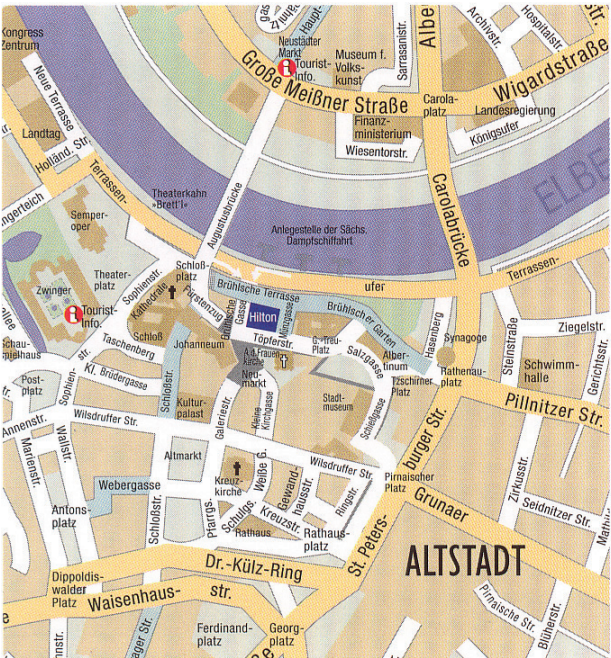 Kongress
Zentrum
Neue Terrasse
Haupt-
Neustädter
Markt
Tourist-
Info.
Museum f.
Volks-
kunst
Sarrasanistr.
Archivstr.
Hospitalstr.
Große Meißner Straße
Wigardstraße
Carola-
platz
Finanz-
ministerium
Landesregierung
Wiesentorstr.
Königsufer
Landtag
Holländ. Str.
Terrassen-
Theaterkahn
»Brett'l«
Augustusbrücke
Carolabrücke
ELBE
Anlegestelle der Sächs.
Dampfschiffahrt
Semper-
oper
Theater-
platz
Zwinger
Tourist-
Info.
Sophienstr.
Schloß-
platz
Kathedrale
Fürstenzug
Brühlsche Terrasse
ufer
Terrassen-
Brühlsche
Gasse
Hilton
Münzgasse
Brühlscher Garten
Töpferstr.
G.-Treu-
Platz
Salzgasse
Alber-
tinum
Hasenberg
Synagoge
Rathenau-
platz
Steinstraße
Ziegelstr.
Schwimm-
halle
Gerichtsstr.
Schloß
Taschenberg
Johanneum
A.d.Frauen-
kirche
Neu-
markt
Tzschirner
Platz
Pillnitzer Str.
Post-
platz
Sophien-
str.
Kl. Brüdergasse
Schloßstr.
Kultur-
palast
Galeriestr.
Kleine
Kirchgasse
Stadt-
museum
Schießgasse
Annenstr.
Wallstr.
Marienstr.
Wilsdruffer Str.
Wilsdruffer Str.
Altmarkt
Kreuz-
kirche
Weiße G.
Gewand-
hausstr.
Ringstr.
Pirnaischer
Platz
St. Peters-
burger Str.
Grunaer
Zirkusstr.
Seidnitzer Str.
Webergasse
Antons-
platz
Schloßstr.
Pfarrgs.
Schulgs.
Kreuzstr.
Rathaus
Rathaus-
platz
Dr.-Külz-Ring
ALTSTADT
Dippoldis-
walder
Platz
Waisenhaus-
str.
Ferdinand-
platz
Georg-
platz
Pirnaische Str.
Blüherstr.